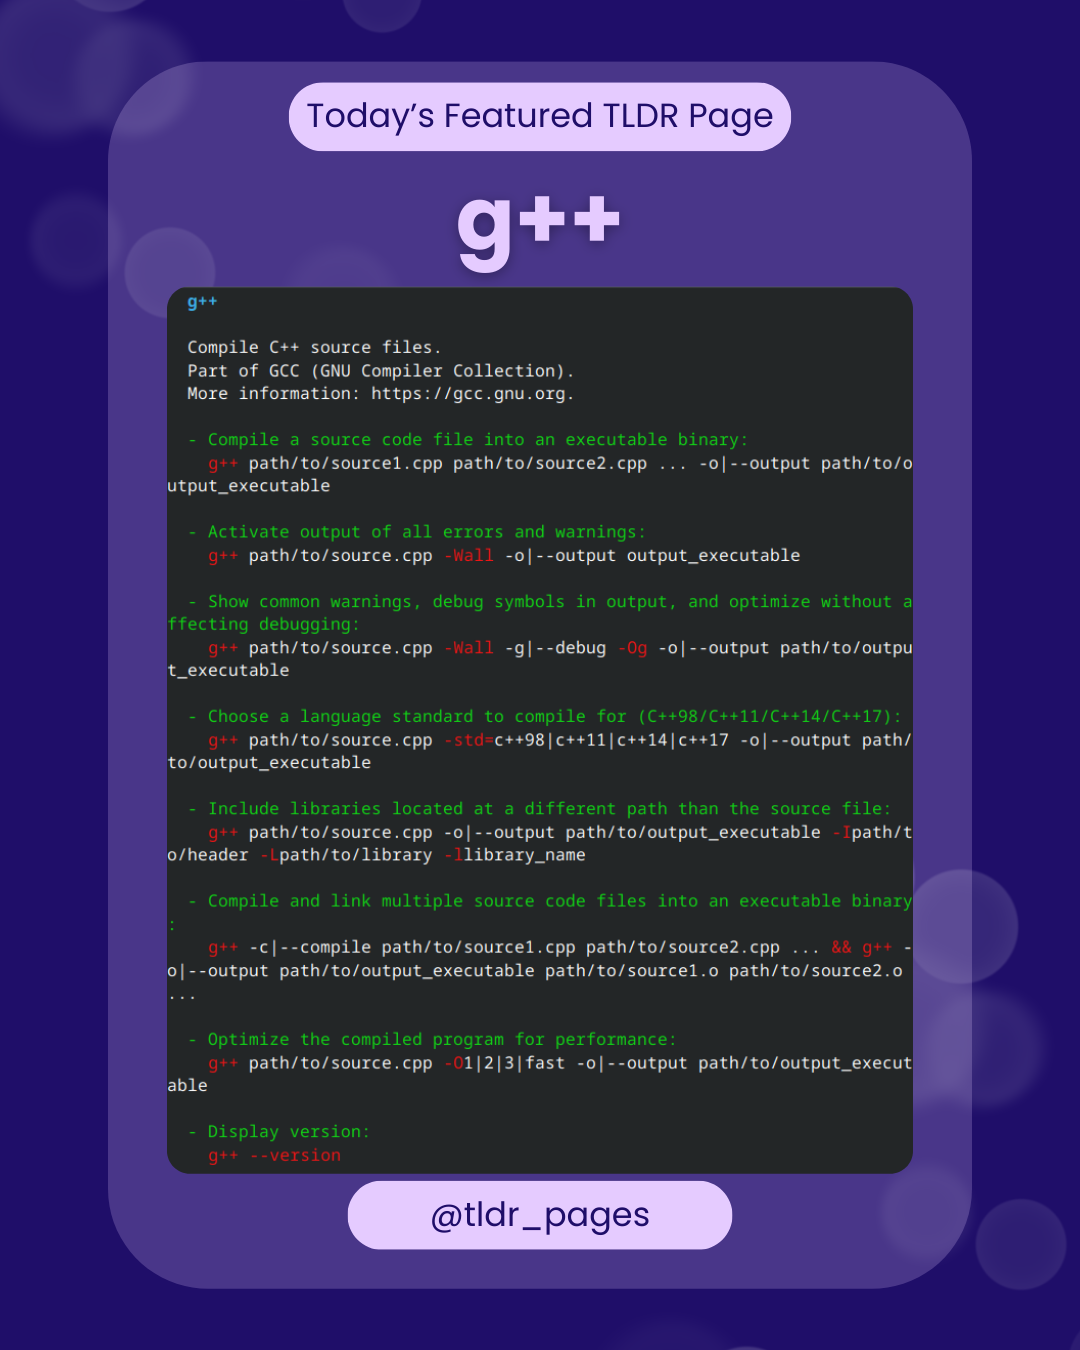 Today’s Featured TLDR Page
g++
g++
Compile C++ source files.
Part of GCC (GNU Compiler Collection).
More information: https://gcc.gnu.org.
- Compile a source code file into an executable binary:
g++ path/to/source1.cpp path/to/source2.cpp ... -o|--output path/to/o
utput_executable
- Activate output of all errors and warnings:
g++ path/to/source.cpp -Wall -o|--output output_executable
- Show common warnings, debug symbols in output, and optimize without a
ffecting debugging:
g++ path/to/source.cpp -Wall -g|--debug -Og -o|--output path/to/outpu
t_executable
- Choose a language standard to compile for (C++98/C++11/C++14/C++17):
g++ path/to/source.cpp -std=c++98|c++11|c++14|c++17 -o|--output path/
to/output_executable
- Include libraries located at a different path than the source file:
g++ path/to/source.cpp -o|--output path/to/output_executable -Ipath/t
o/header -Lpath/to/library -llibrary_name
- Compile and link multiple source code files into an executable binary
:
g++ -c|--compile path/to/source1.cpp path/to/source2.cpp ... && g++ -
o|--output path/to/output_executable path/to/source1.o path/to/source2.o
...
- Optimize the compiled program for performance:
g++ path/to/source.cpp -O1|2|3|fast -o|--output path/to/output_execut
able
- Display version:
g++ --version
@tldr_pages